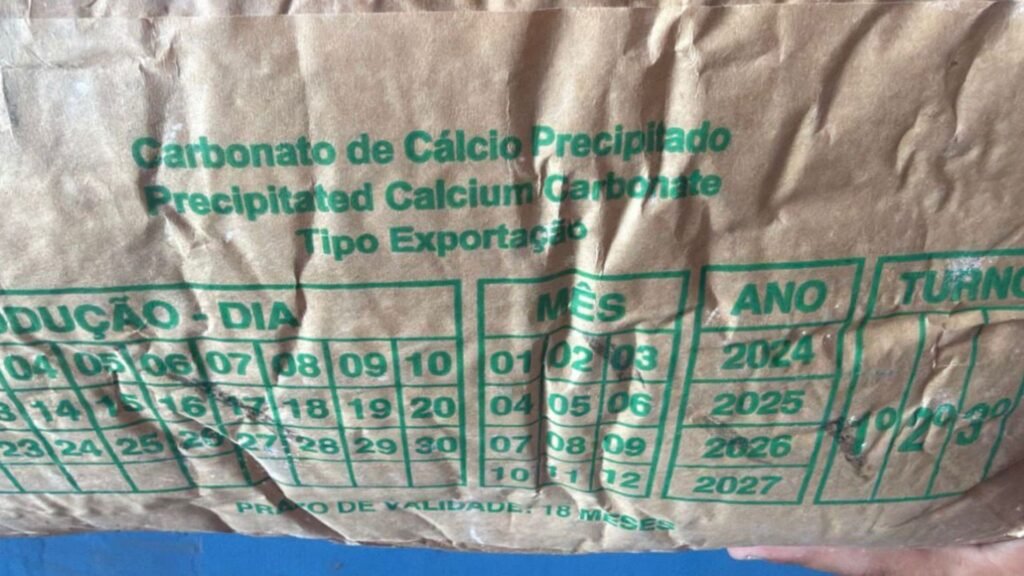 Carbonato de Cálcio Precipitado
Precipitated Calcium Carbonate
Tipo Exportação
ODUÇÃO - DIA MÊS ANO TURNO
04 05 06 07 08 09 10 01 02 03 2024
14 15 16 17 18 19 20 04 05 06 2025 1º 2º 3º
23 24 25 26 27 28 29 30 07 08 09 2026
10 11 12 2027
PRAZO DE VALIDADE: 18 MESES